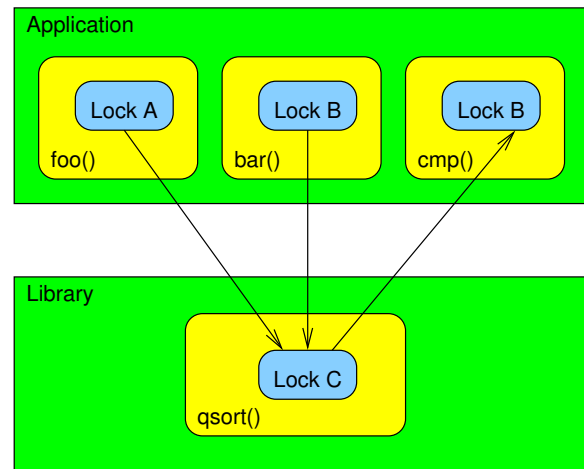 Application
Lock A
Lock B
Lock B
foo()
bar()
cmp()
Library
Lock C
qsort()